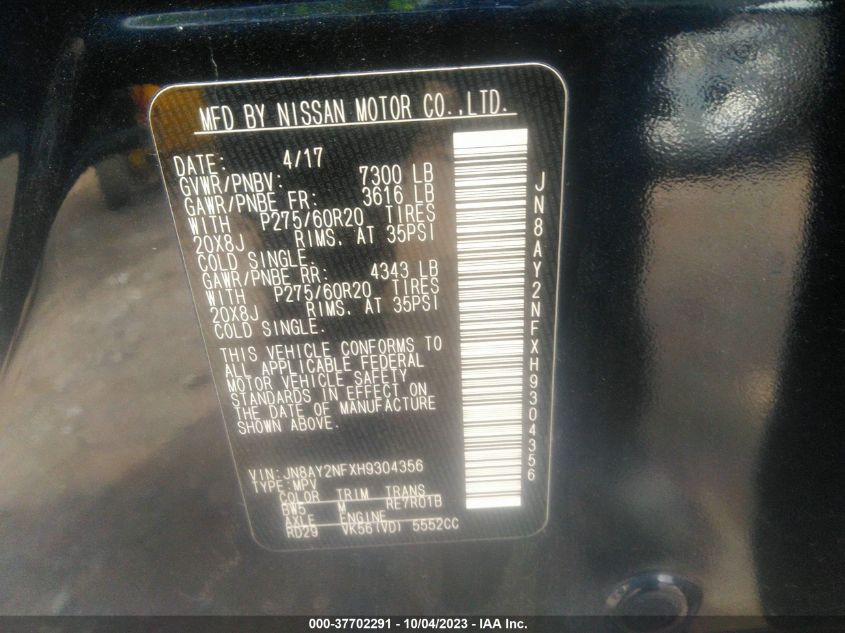 MFD BY NISSAN MOTOR CO.,LTD.
DATE: 4/17
GVWR/PNBV: 7300 LB
GAWR/PNBE FR: 3616 LB
WITH P275/60R20 TIRES
20X8J RIMS. AT 35PSI
COLD SINGLE.
GAWR/PNBE RR: 4343 LB
WITH P275/60R20 TIRES
20X8J RIMS. AT 35PSI
COLD SINGLE.
THIS VEHICLE CONFORMS TO
ALL APPLICABLE FEDERAL
MOTOR VEHICLE SAFETY
STANDARDS IN EFFECT ON
THE DATE OF MANUFACTURE
SHOWN ABOVE.
VIN:JN8AY2NFXH9304356
TYPE:MPV
COLOR TRIM TRANS
BW5 M RE7R01B
AXLE ENGINE
RD29 VK56(VD) 5552CC
JN8AY2NFXH9304356
000-37702291 - 10/04/2023 - IAA Inc.